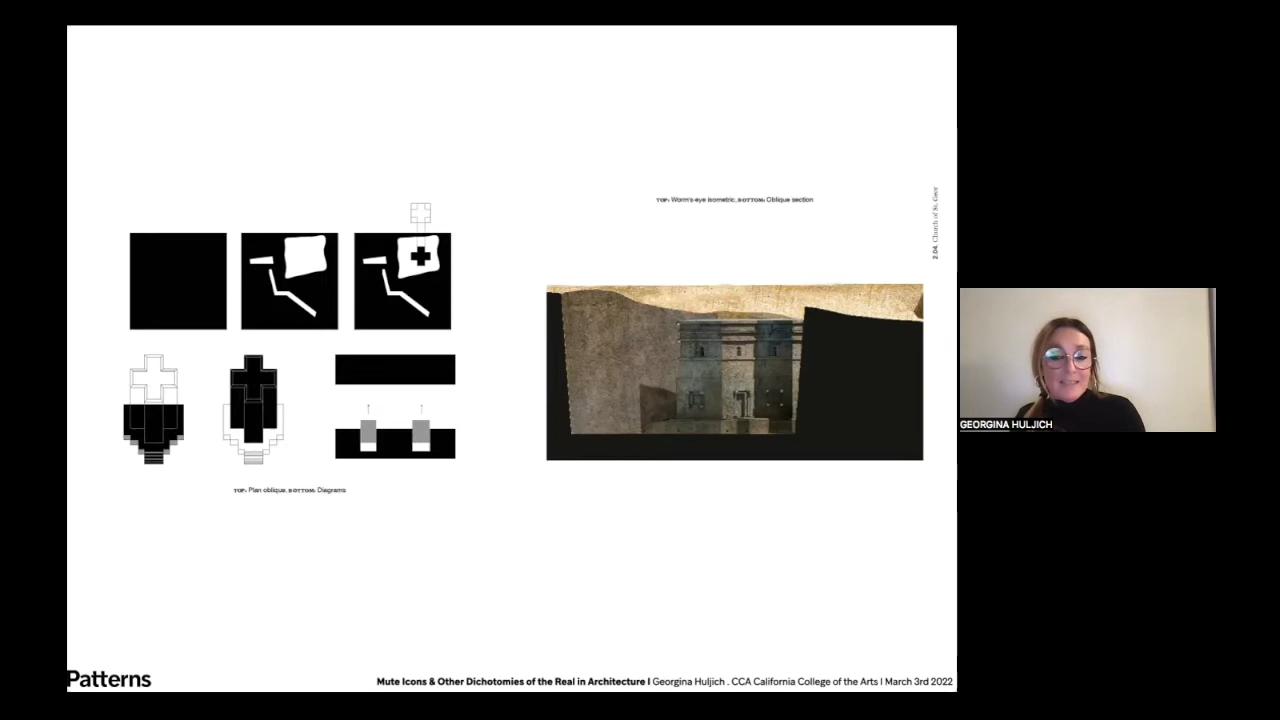 TOP: Worm's-eye isometric, BOTTOM: Oblique section
2.04. Church of St. Geor
TOP: Plan oblique, BOTTOM: Diagrams
GEORGINA HULJICH
Patterns
Mute Icons & Other Dichotomies of the Real in Architecture I Georgina Huljich . CCA California College of the Arts I March 3rd 2022